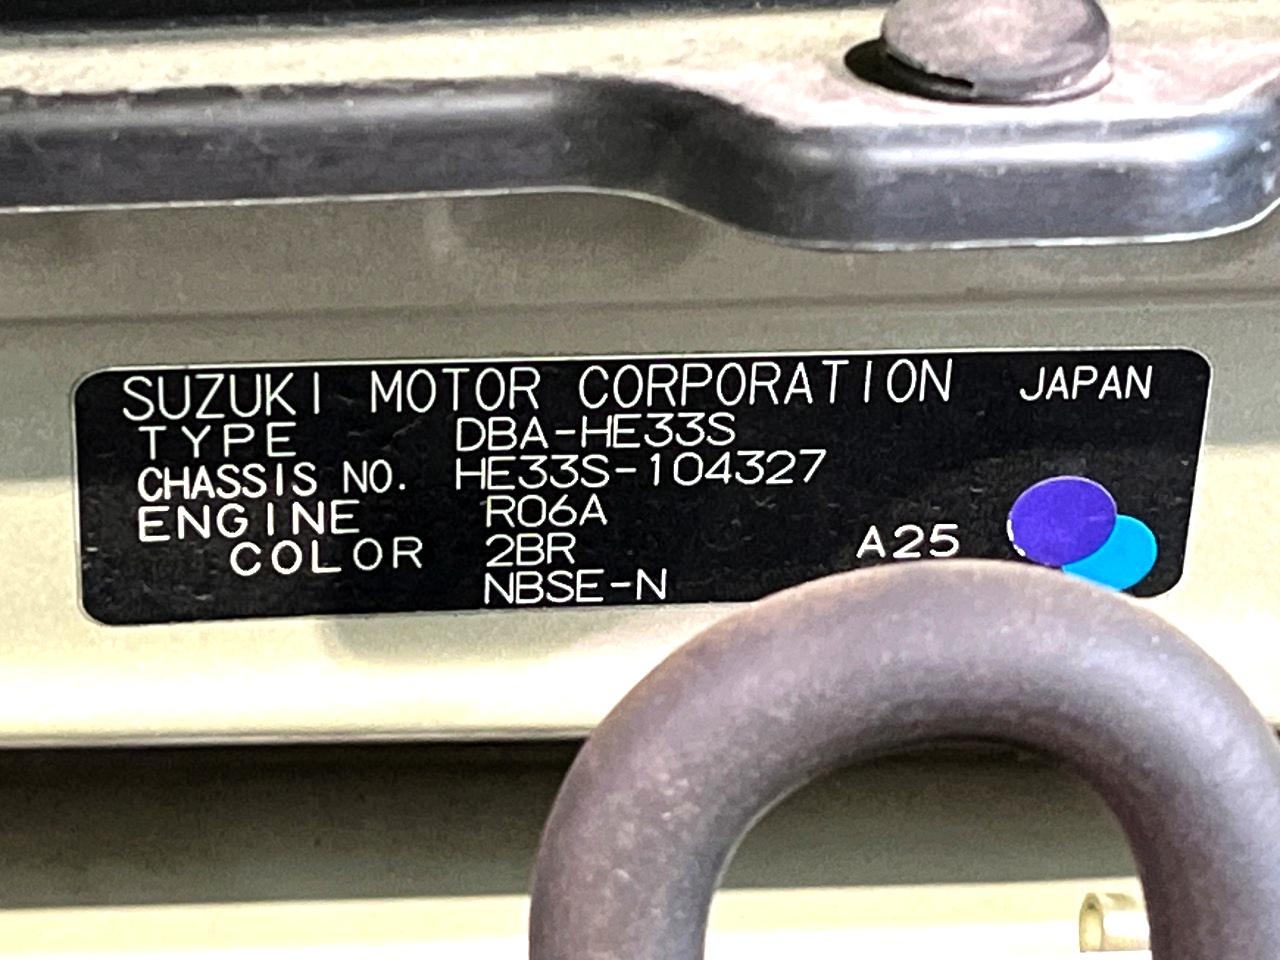 SUZUKI MOTOR CORPORATION JAPAN
TYPE DBA-HE33S
CHASSIS NO. HE33S-104327
ENGINE R06A
COLOR 2BR A25
NBSE-N